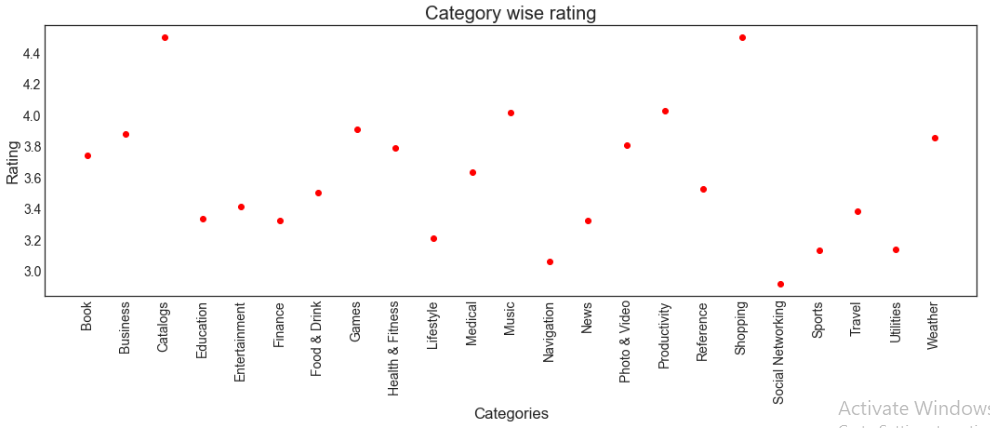 Category wise rating
Rating
4.4
4.2
4.0
3.8
3.6
3.4
3.2
3.0
Book
Business
Catalogs
Education
Entertainment
Finance
Food & Drink
Games
Health & Fitness
Lifestyle
Medical
Music
Navigation
News
Photo & Video
Productivity
Reference
Shopping
Social Networking
Sports
Travel
Utilities
Weather
Categories
Activate Windows